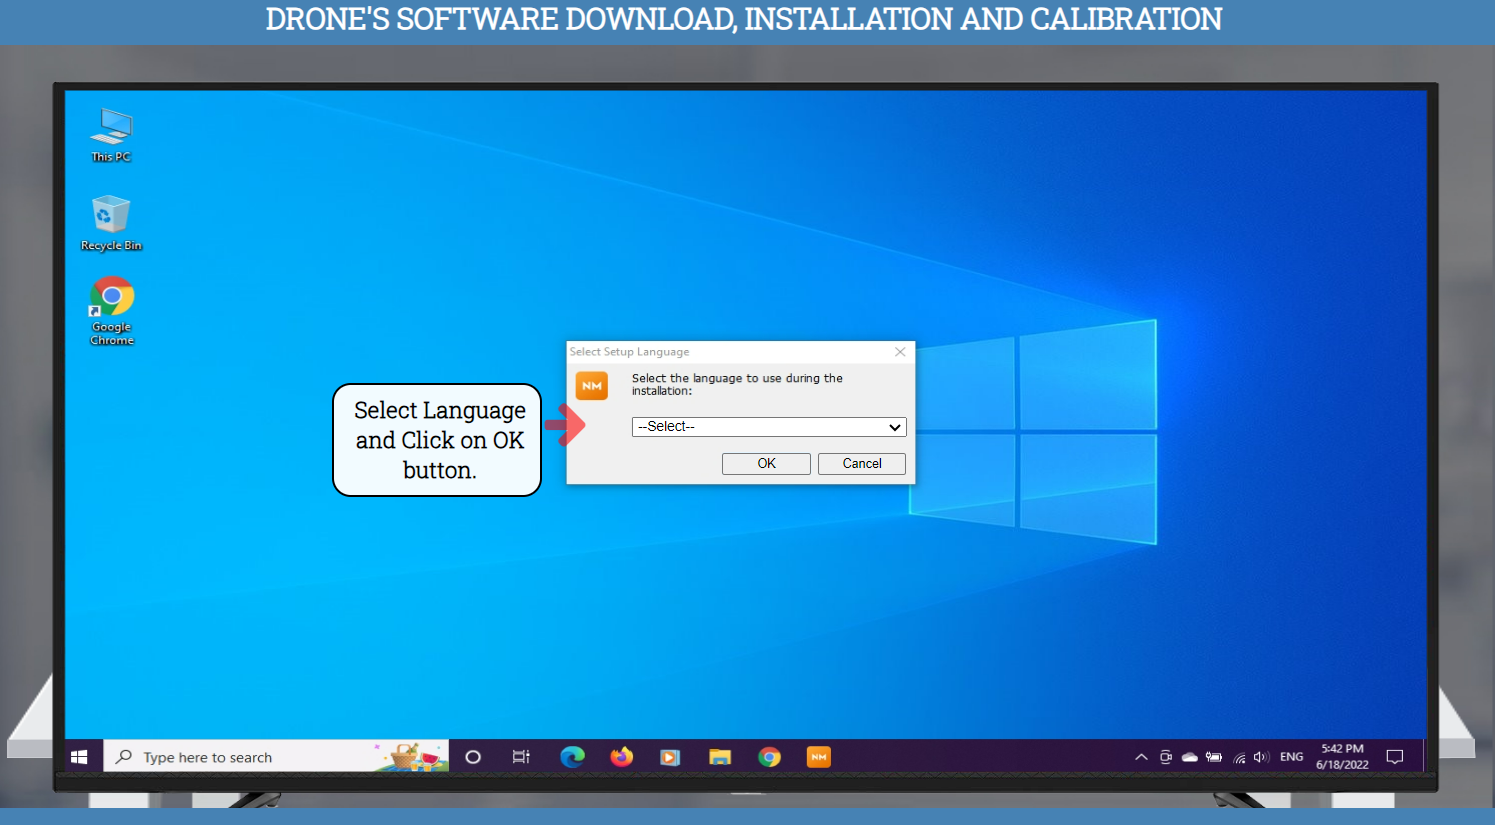 DRONE'S SOFTWARE DOWNLOAD, INSTALLATION AND CALIBRATION
This PC
Recycle Bin
Google
Chrome
Select Setup Language
NM
Select the language to use during the
installation:
--Select--
OK
Cancel
Select Language
and Click on OK
button.
Type here to search
NM
ENG
5:42 PM
6/18/2022